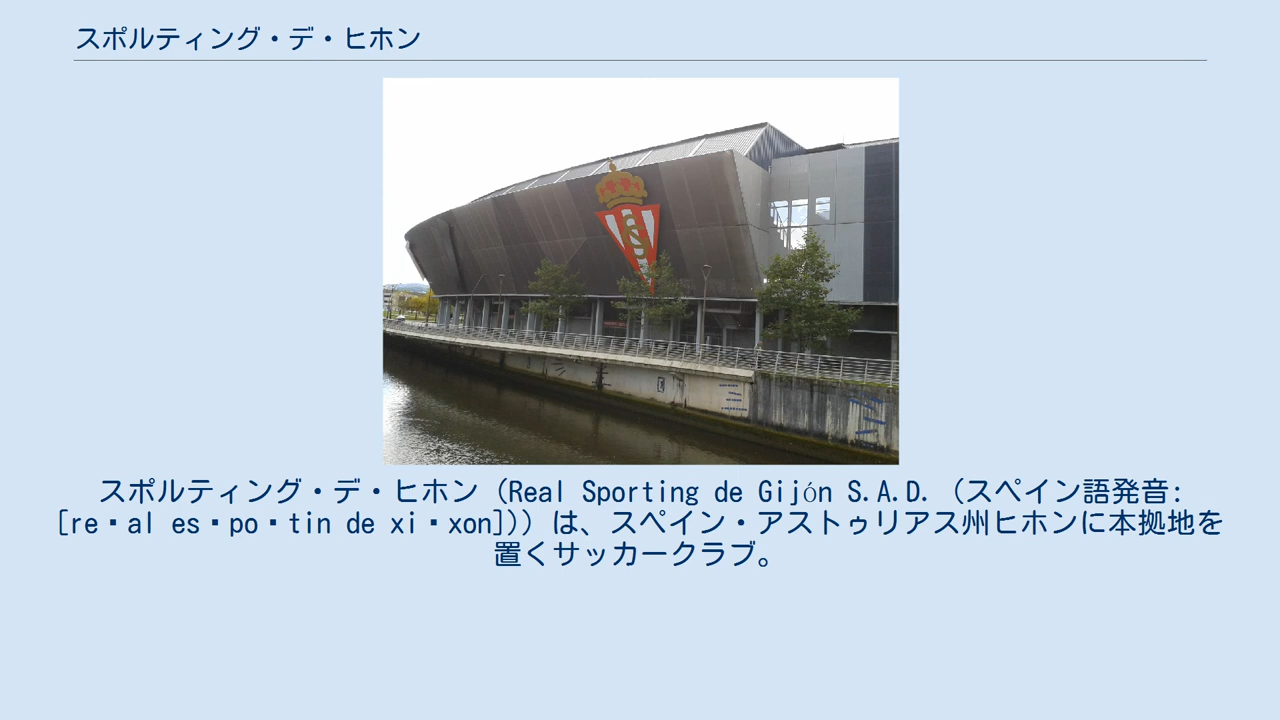 スポルティング・デ・ヒホン
スポルティング・デ・ヒホン（Real Sporting de Gijón S.A.D.（スペイン語発音:
[re▪al es▪po▪tin de xi▪xon]））は、スペイン・アストゥリアス州ヒホンに本拠地を
置くサッカークラブ。